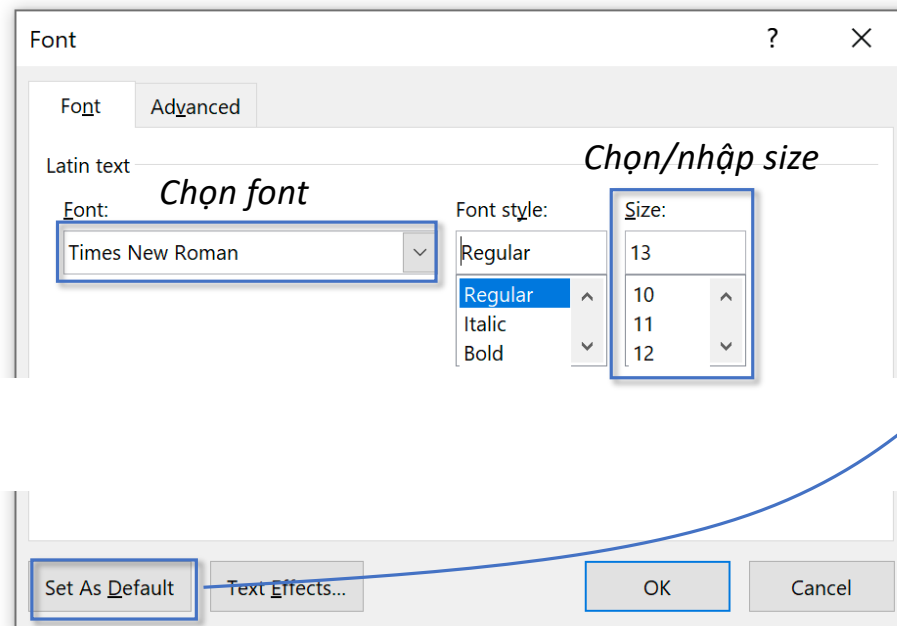 Font ?
Font Advanced
Latin text
Chọn font
Chọn/nhập size
Font: Font style: Size:
Times New Roman Regular 13
Regular 10
Italic 11
Bold 12
Set As Default Text Effects... OK Cancel